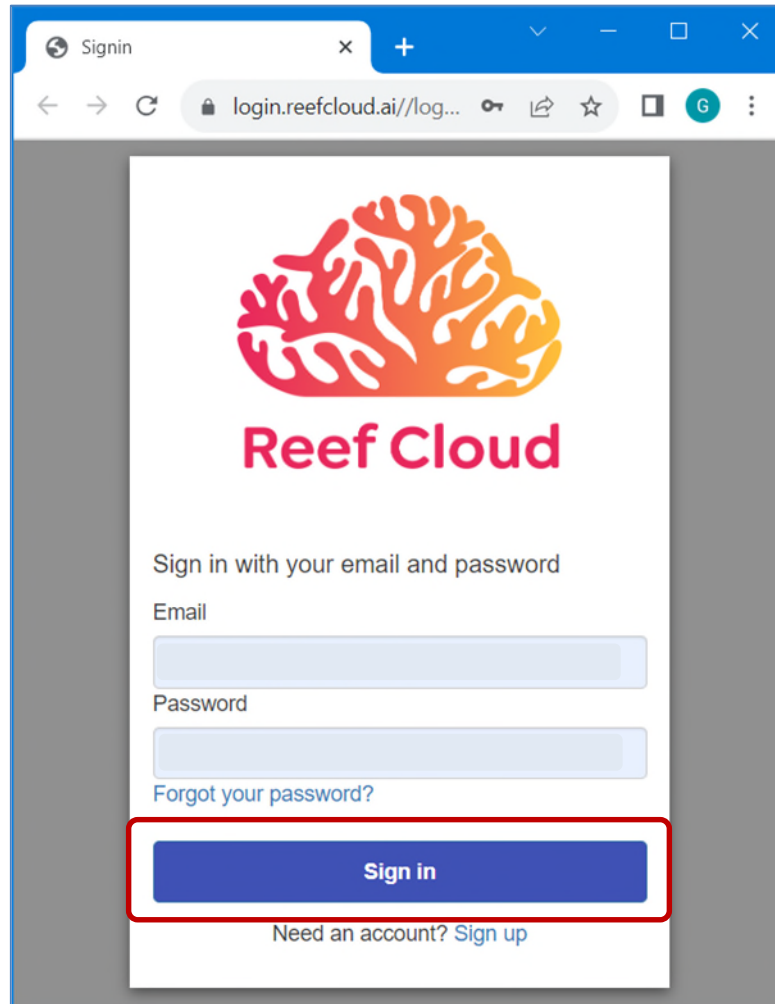 Signin
login.reefcloud.ai//log...
G
Reef Cloud
Sign in with your email and password
Email
Password
Forgot your password?
Sign in
Need an account? Sign up